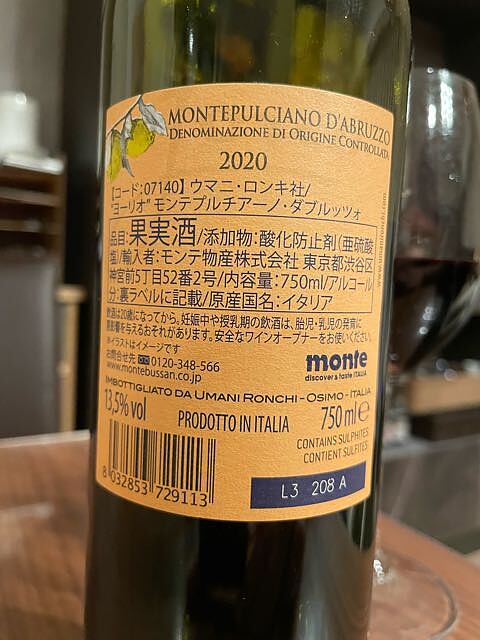 MONTEPULCIANO D'ABRUZZO
DENOMINAZIONE DI ORIGINE CONTROLLATA
2020
【コード:07140】ウマニ・ロンキ社/
"ヨーリオ" モンテプルチアーノ・ダブルッツォ
品目:果実酒/添加物:酸化防止剤(亜硫酸
塩)/輸入者:モンテ物産株式会社 東京都渋谷区
神宮前5丁目52番2号/内容量:750ml/アルコール
分:裏ラベルに記載/原産国名:イタリア
飲酒は20歳になってから。妊娠中や授乳期の飲酒は、胎児・乳児の発育に
悪影響を与えるおそれがあります。安全なワインオープナーをお使いください。
※イラストはイメージです
お問合せ先 0120-348-566
www.montebussan.co.jp
monte
discover & taste ITALIA
IMBOTTIGLIATO DA UMANI RONCHI - OSIMO - ITALIA
13,5% vol
PRODOTTO IN ITALIA
750 ml e
CONTAINS SULPHITES
CONTIENT SULFITES
L3 208 A
8 032853 729113